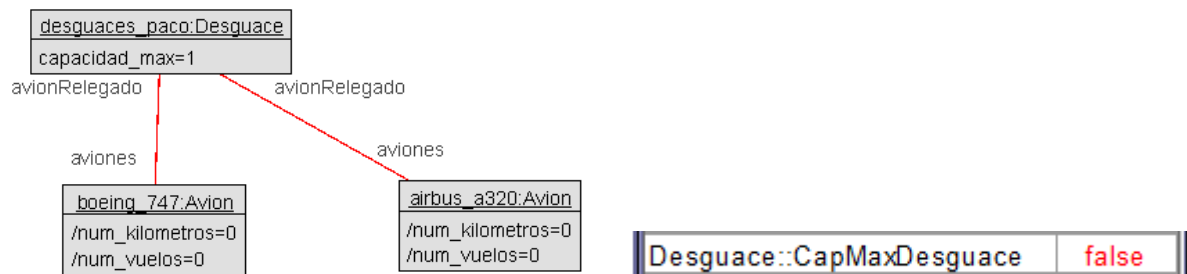 desguaces_paco:Desguace
capacidad_max=1
avionRelegado
avionRelegado
aviones
aviones
boeing_747:Avion
/num_kilometros=0
/num_vuelos=0
airbus_a320:Avion
/num_kilometros=0
/num_vuelos=0
Desguace::CapMaxDesguace false